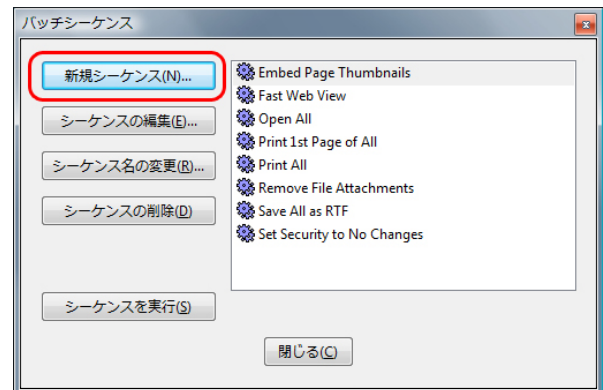 バッチシーケンス
新規シーケンス(N)...
シーケンスの編集(E)...
シーケンス名の変更(R)...
シーケンスの削除(D)
シーケンスを実行(S)
Embed Page Thumbnails
Fast Web View
Open All
Print 1st Page of All
Print All
Remove File Attachments
Save All as RTF
Set Security to No Changes
閉じる(C)